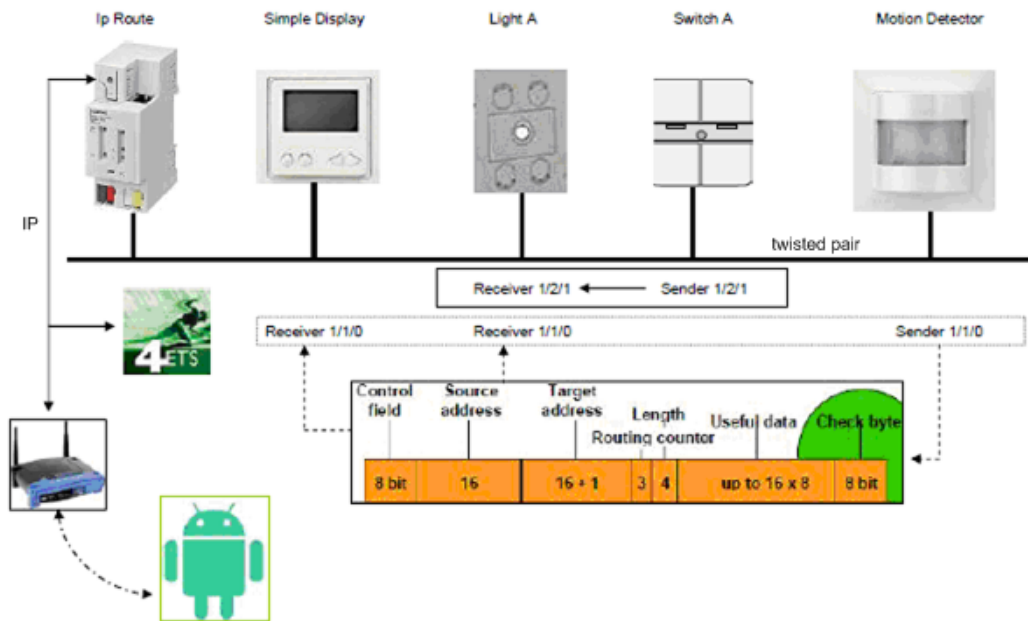 Ip Route
Simple Display
Light A
Switch A
Motion Detector
IP
twisted pair
Receiver 1/2/1
Sender 1/2/1
Receiver 1/1/0
Receiver 1/1/0
Sender 1/1/0
4
ETS
Control
field
Source
address
Target
address
Length
Routing counter
Useful data
Check byte
8 bit
16
16 + 1
3
4
up to 16 x 8
8 bit